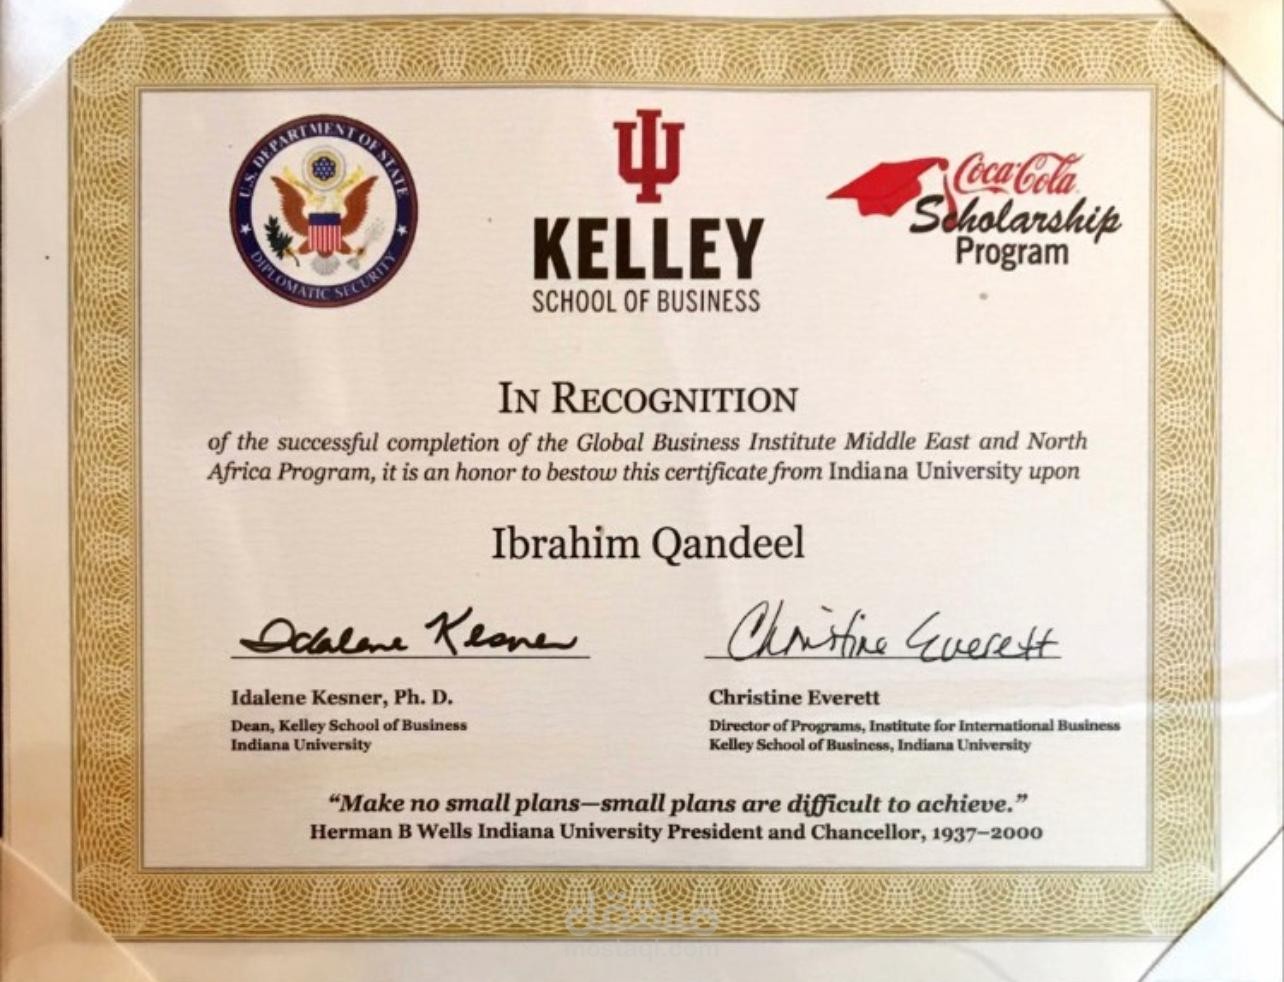 U.S. DEPARTMENT OF STATE
DIPLOMATIC SECURITY
KELLEY
SCHOOL OF BUSINESS
Coca-Cola
Scholarship
Program
IN RECOGNITION
of the successful completion of the Global Business Institute Middle East and North
Africa Program, it is an honor to bestow this certificate from Indiana University upon
Ibrahim Qandeel
Idalene Kesner
Christine Everett
Idalene Kesner, Ph. D.
Dean, Kelley School of Business
Indiana University
Christine Everett
Director of Programs, Institute for International Business
Kelley School of Business, Indiana University
“Make no small plans—small plans are difficult to achieve.”
Herman B Wells Indiana University President and Chancellor, 1937–2000
مستقل
mostaql.com